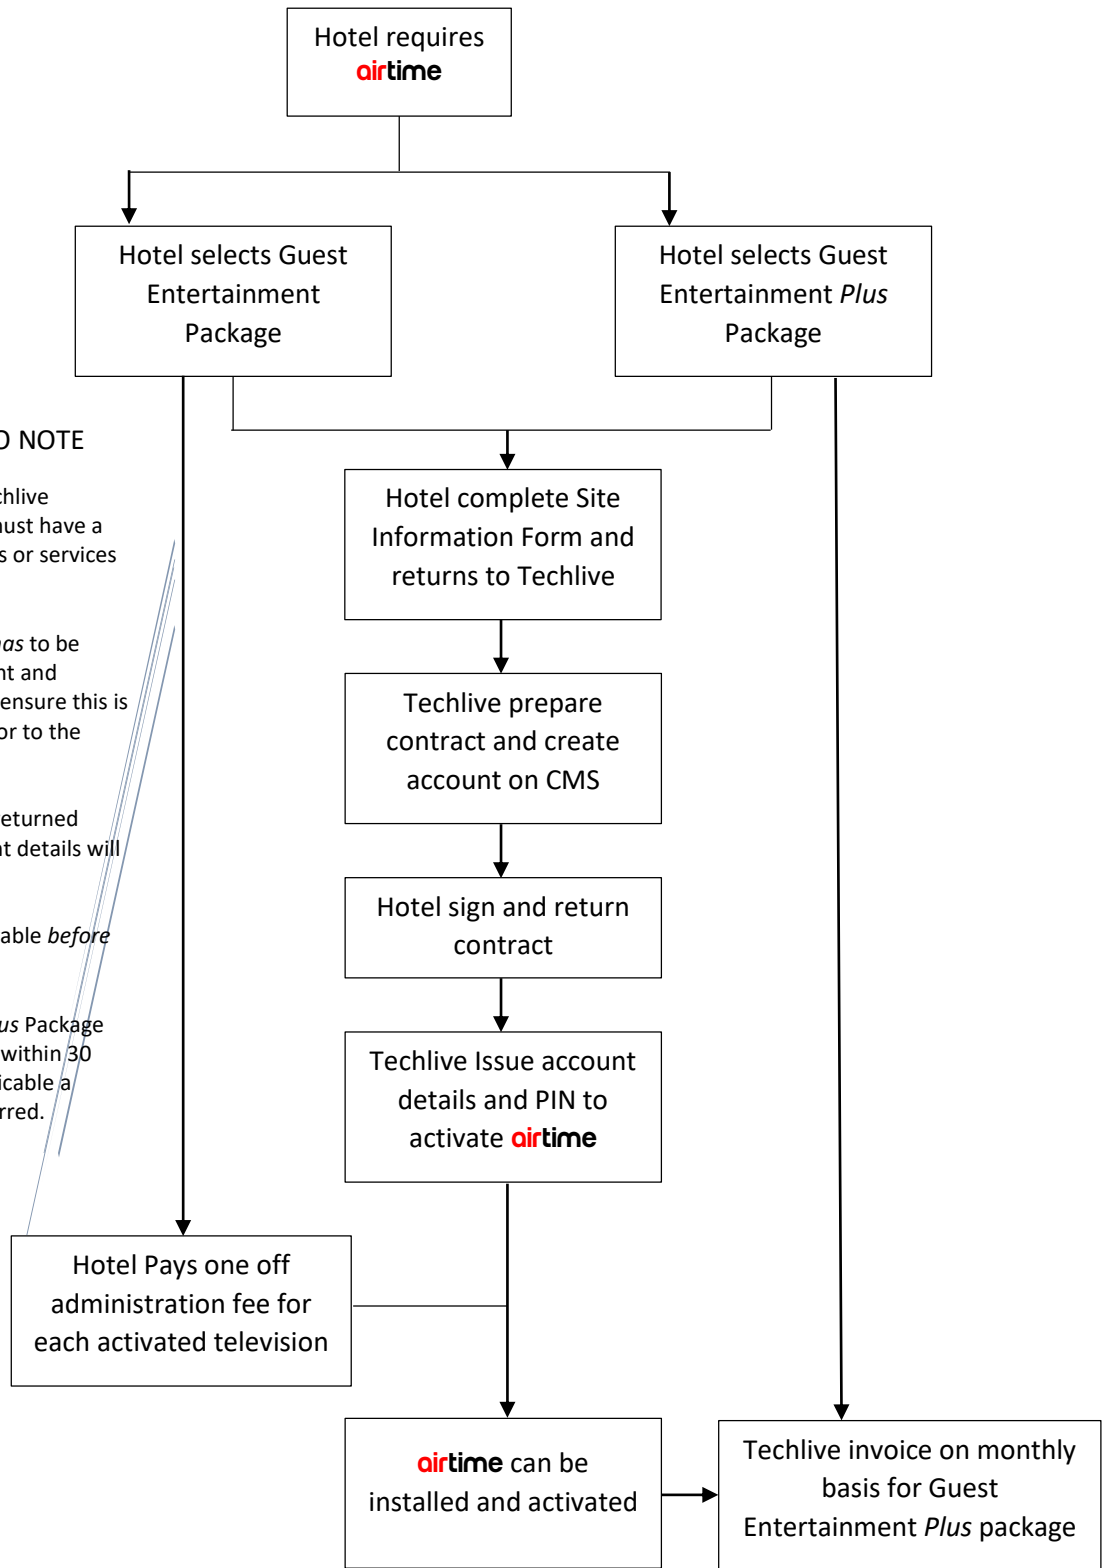 Hotel requires
airtime
Hotel selects Guest
Entertainment
Package
Hotel selects Guest
Entertainment Plus
Package
O NOTE
chlive
must have a
s or services
has to be
nt and
ensure this is
or to the
returned
nt details will
able before
us Package
within 30
icable a
rred.
Hotel complete Site
Information Form and
returns to Techlive
Techlive prepare
contract and create
account on CMS
Hotel sign and return
contract
Techlive Issue account
details and PIN to
activate airtime
Hotel Pays one off
administration fee for
each activated television
airtime can be
installed and activated
Techlive invoice on monthly
basis for Guest
Entertainment Plus package